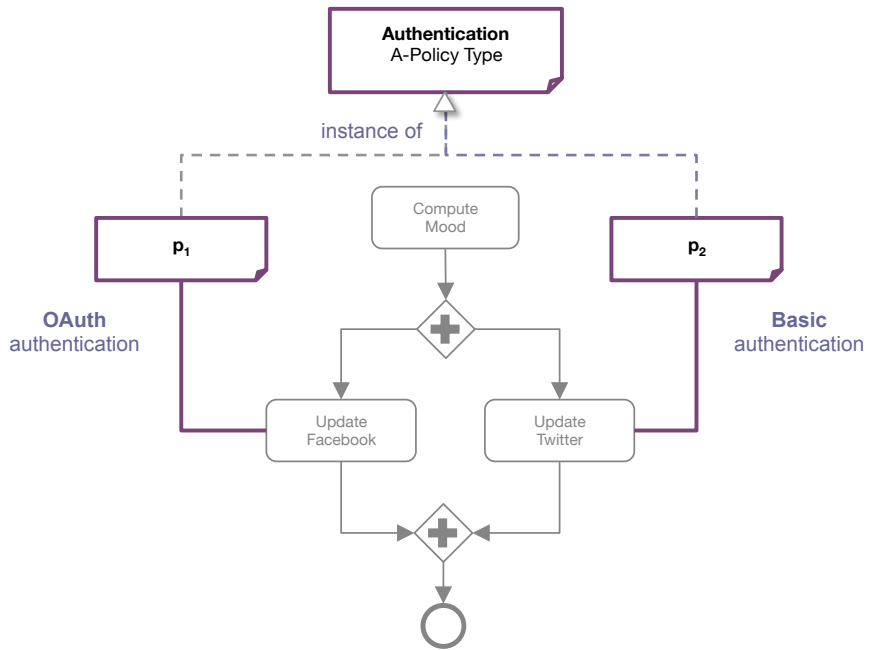 Authentication
A-Policy Type
instance of
Compute
Mood
p₁
p₂
OAuth
authentication
Basic
authentication
Update
Facebook
Update
Twitter